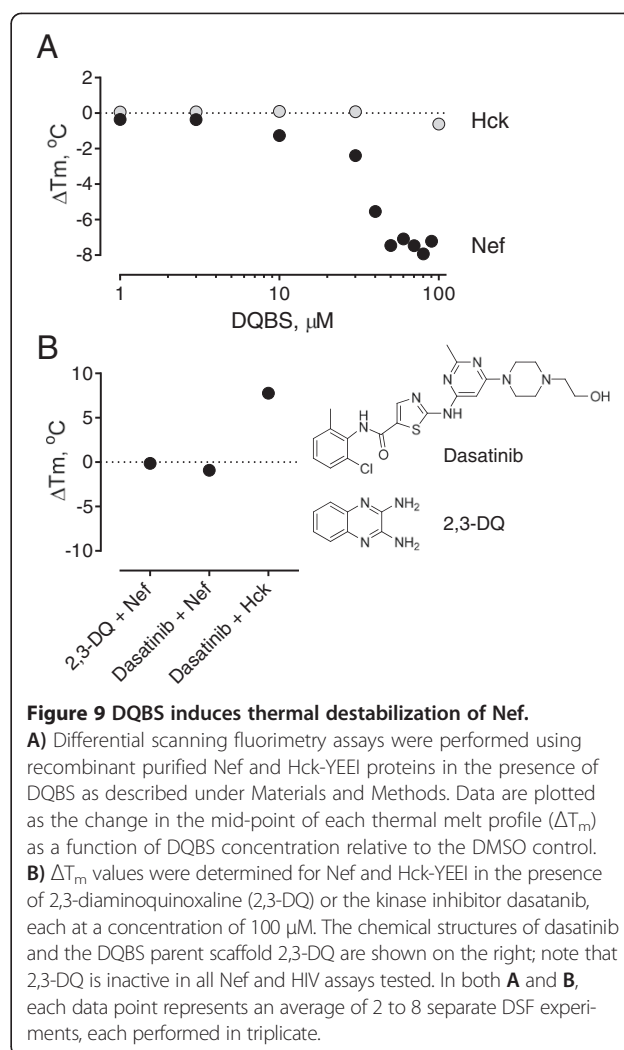 A
2
0
-2
-4
-6
-8
ΔTm, °C
Hck
Nef
1
10
100
DQBS, μM
B
10
5
0
-5
-10
ΔTm, °C
2,3-DQ + Nef
Dasatinib + Nef
Dasatinib + Hck
N
N
N
N
OH
N
NH
H
N
S
O
Cl
Dasatinib
N
NH₂
N
NH₂
2,3-DQ
Figure 9 DQBS induces thermal destabilization of Nef.
A) Differential scanning fluorimetry assays were performed using
recombinant purified Nef and Hck-YEEI proteins in the presence of
DQBS as described under Materials and Methods. Data are plotted
as the change in the mid-point of each thermal melt profile (ΔTₘ)
as a function of DQBS concentration relative to the DMSO control.
B) ΔTₘ values were determined for Nef and Hck-YEEI in the presence
of 2,3-diaminoquinoxaline (2,3-DQ) or the kinase inhibitor dasatanib,
each at a concentration of 100 μM. The chemical structures of dasatinib
and the DQBS parent scaffold 2,3-DQ are shown on the right; note that
2,3-DQ is inactive in all Nef and HIV assays tested. In both A and B,
each data point represents an average of 2 to 8 separate DSF experi-
ments, each performed in triplicate.